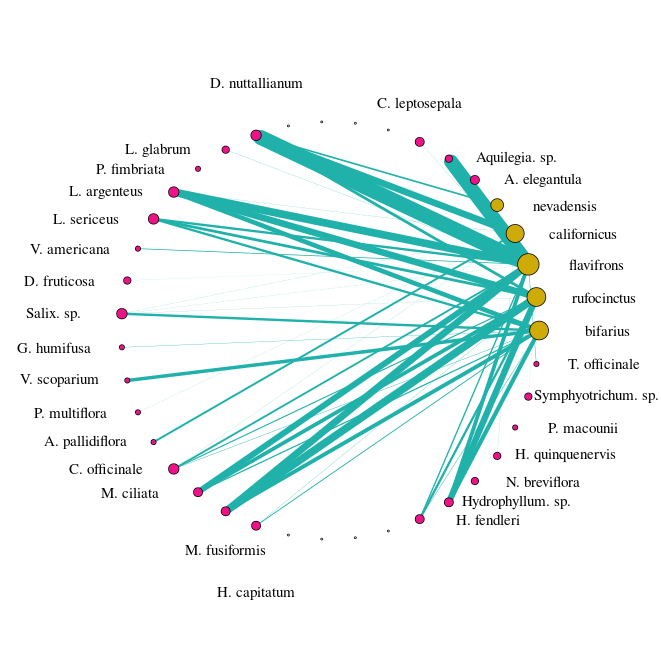 D. nuttallianum
C. leptosepala
L. glabrum
Aquilegia. sp.
P. fimbriata
A. elegantula
L. argenteus
nevadensis
L. sericeus
californicus
V. americana
flavifrons
D. fruticosa
rufocinctus
Salix. sp.
bifarius
G. humifusa
T. officinale
V. scoparium
Symphyotrichum. sp.
P. multiflora
P. macounii
A. pallidiflora
H. quinquenervis
C. officinale
N. breviflora
M. ciliata
Hydrophyllum. sp.
H. fendleri
M. fusiformis
H. capitatum